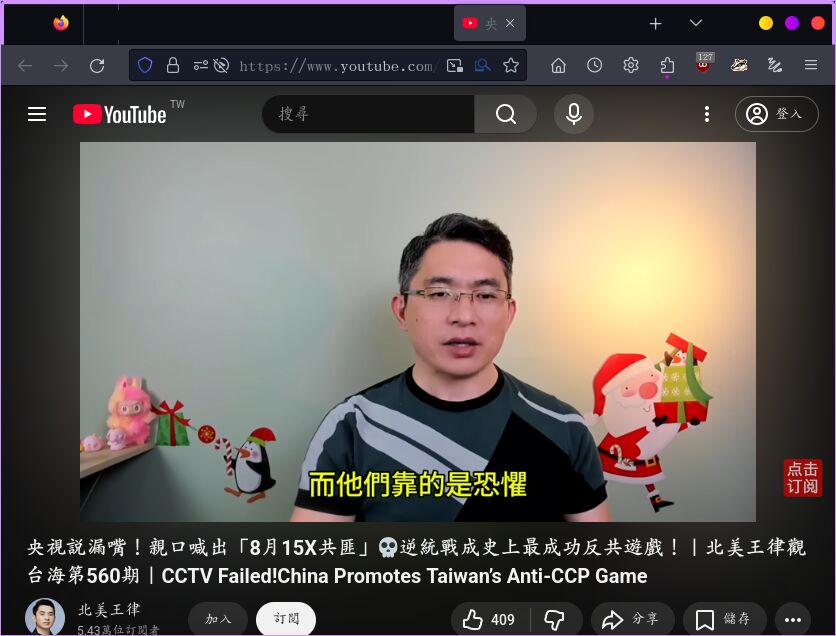 央
127
https://www.youtube.com/
YouTube TW
搜尋
登入
而他們靠的是恐懼
点击
订阅
央視說漏嘴！親口喊出「8月15X共匪」💀逆統戰成史上最成功反共遊戲！｜北美王律觀
台海第560期｜CCTV Failed!China Promotes Taiwan’s Anti-CCP Game
北美王律
5.43萬位訂閱者
加入
訂閱
409
分享
儲存